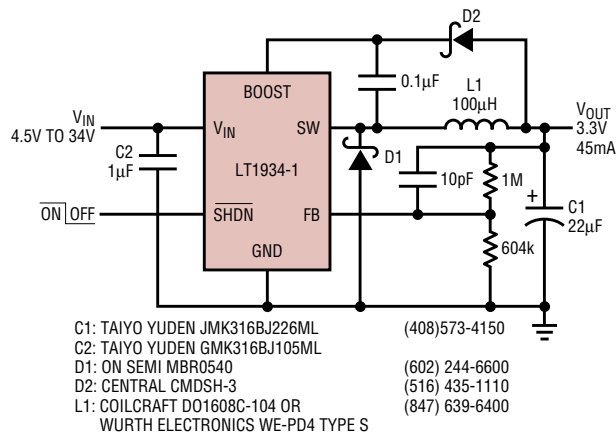 D2
BOOST
0.1µF
L1
100µH
VIN
4.5V TO 34V
VIN
SW
VOUT
3.3V
45mA
C2
1µF
LT1934-1
D1
10pF
1M
ON OFF
SHDN
FB
+
C1
22µF
604k
GND
C1: TAIYO YUDEN JMK316BJ226ML (408)573-4150
C2: TAIYO YUDEN GMK316BJ105ML
D1: ON SEMI MBR0540 (602) 244-6600
D2: CENTRAL CMDSH-3 (516) 435-1110
L1: COILCRAFT DO1608C-104 OR (847) 639-6400
WURTH ELECTRONICS WE-PD4 TYPE S